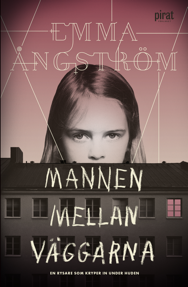 EMMA
pirat
ÅNGSTRÖM
MANNEN
MELLAN
VÄGGARNA
EN RYSARE SOM KRYPER IN UNDER HUDEN